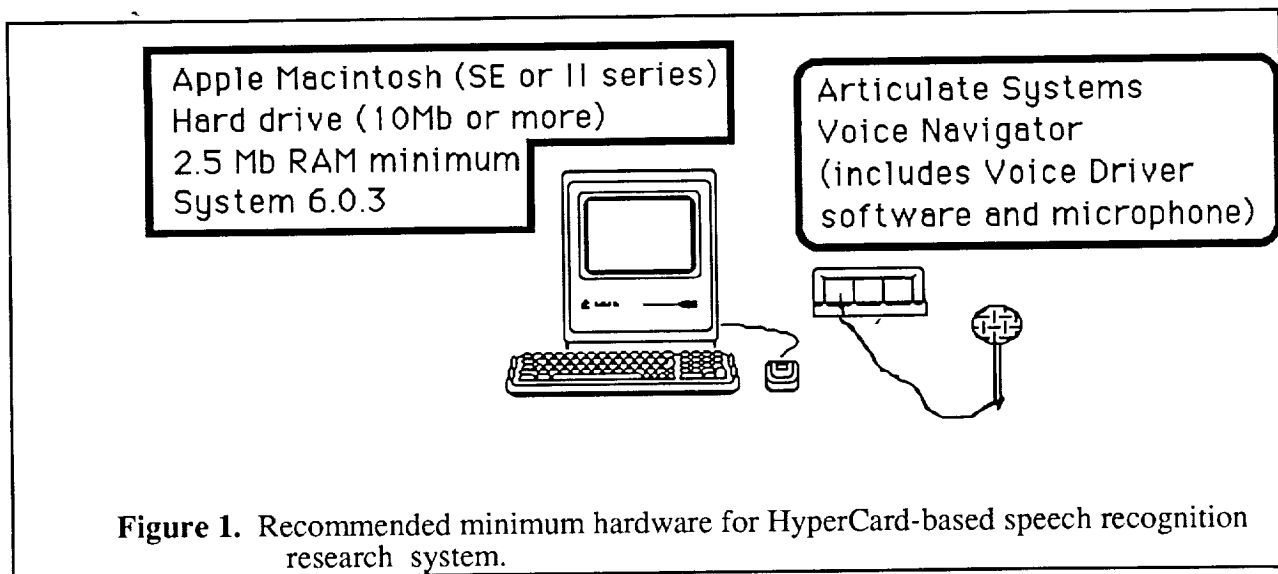 Apple Macintosh (SE or II series)
Hard drive (10Mb or more)
2.5 Mb RAM minimum
System 6.0.3
Articulate Systems
Voice Navigator
(includes Voice Driver
software and microphone)
Figure 1. Recommended minimum hardware for HyperCard-based speech recognition
research system.